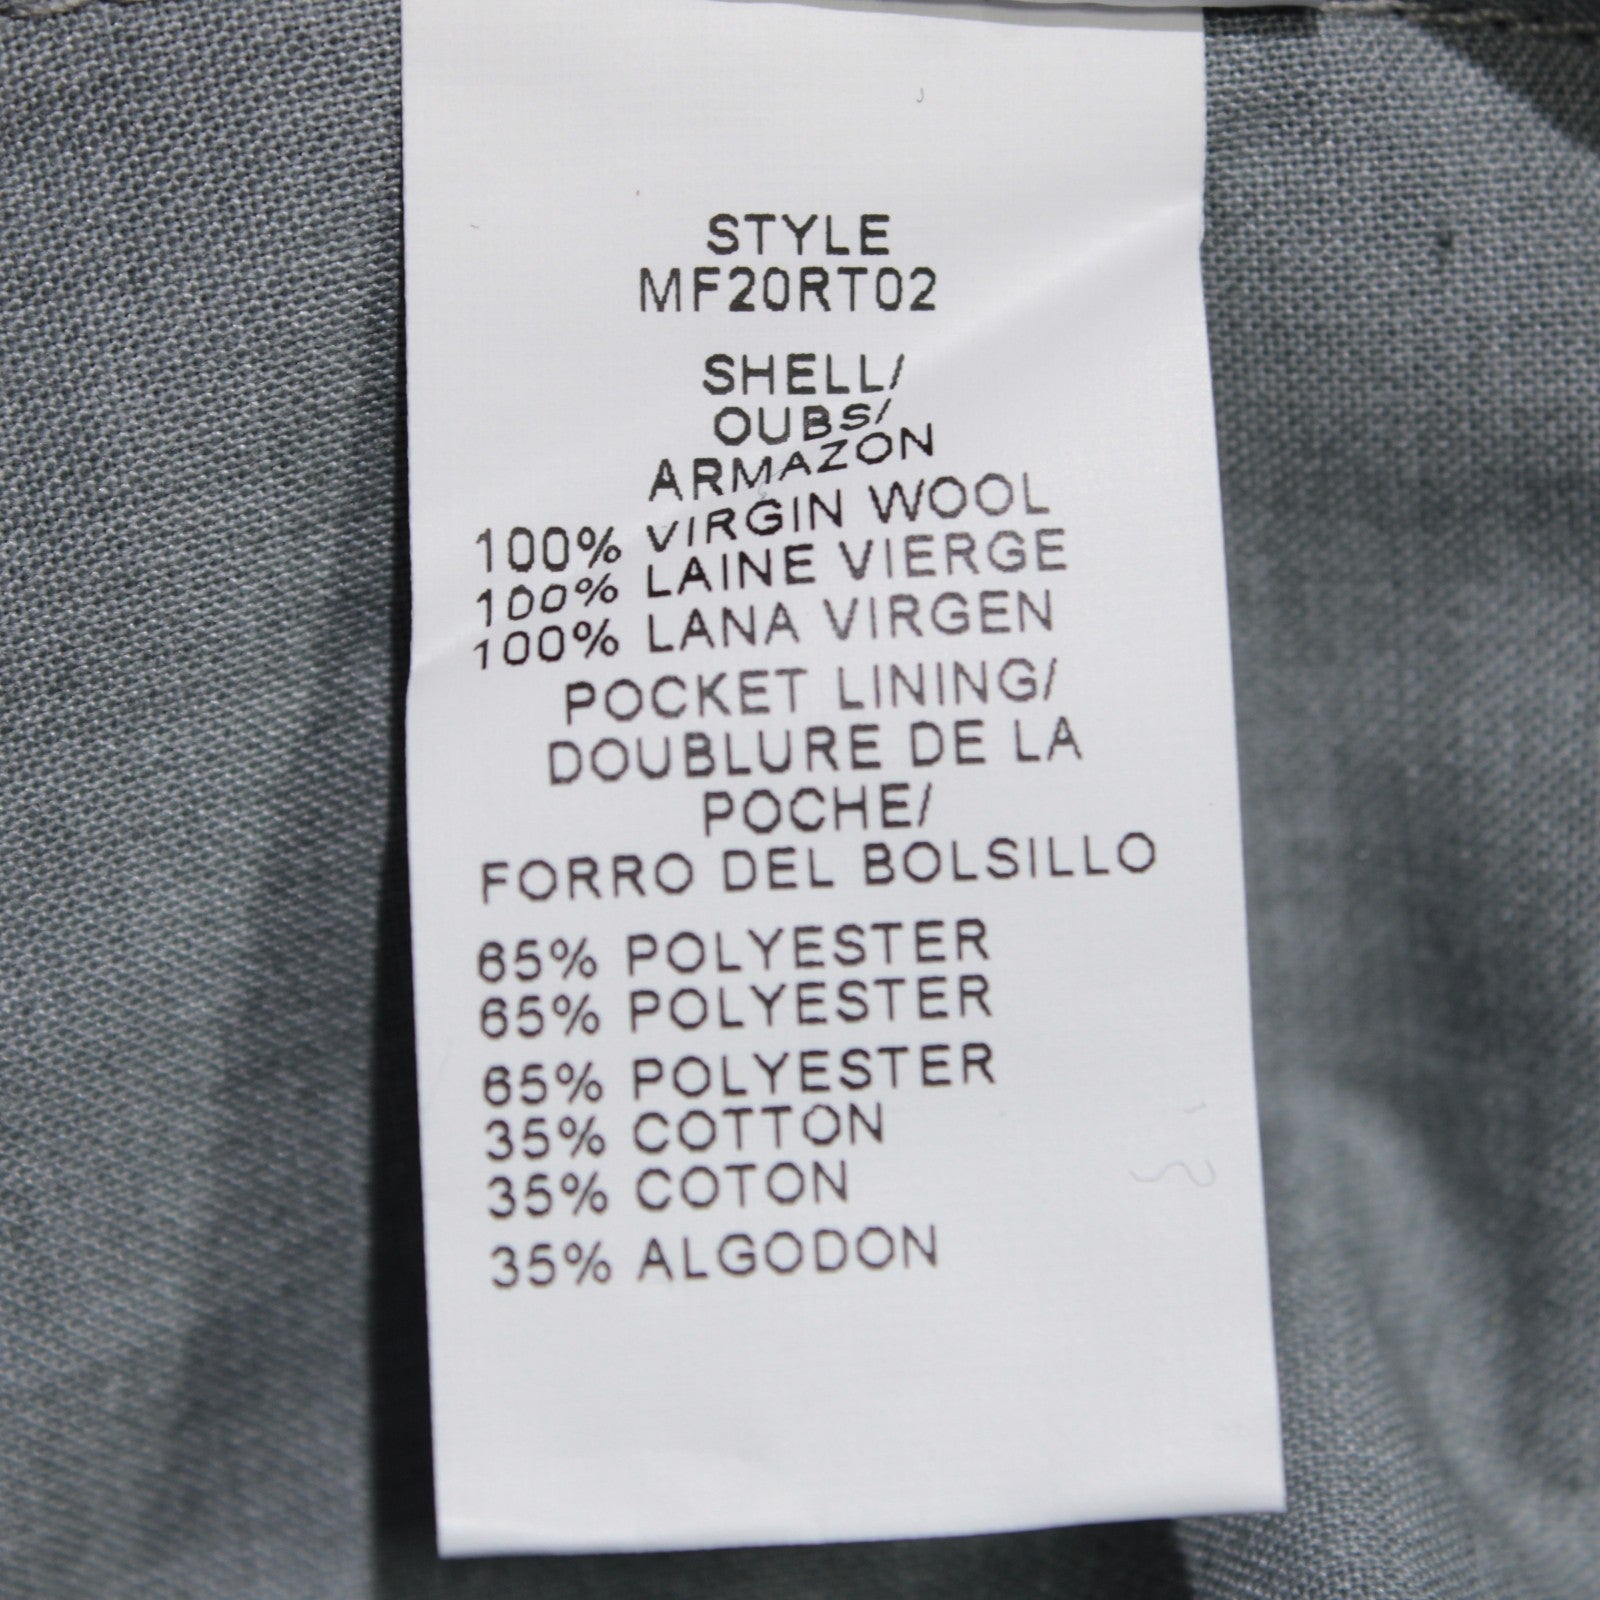 STYLE
MF20RT02
SHELL/
OUBS/
ARMAZON
100% VIRGIN WOOL
100% LAINE VIERGE
100% LANA VIRGEN
POCKET LINING/
DOUBLURE DE LA
POCHE/
FORRO DEL BOLSILLO
65% POLYESTER
65% POLYESTER
65% POLYESTER
35% COTTON
35% COTON
35% ALGODON